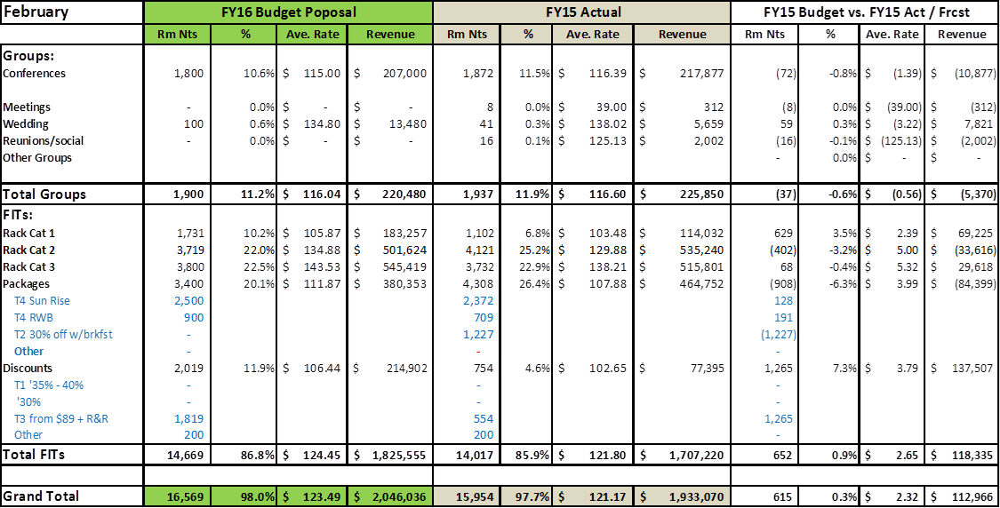 February FY16 Budget Poposal FY15 Actual FY15 Budget vs. FY15 Act / Frcst
Rm Nts % Ave. Rate Revenue Rm Nts % Ave. Rate Revenue Rm Nts % Ave. Rate Revenue
Groups:
Conferences 1,800 10.6% $ 115.00 $ 207,000 1,872 11.5% $ 116.39 $ 217,877 (72) -0.8% $ (1.39) $ (10,877)
Meetings - 0.0% $ - $ - 8 0.0% $ 39.00 $ 312 (8) 0.0% $ (39.00) $ (312)
Wedding 100 0.6% $ 134.80 $ 13,480 41 0.3% $ 138.02 $ 5,659 59 0.3% $ (3.22) $ 7,821
Reunions/social - 0.0% $ - $ - 16 0.1% $ 125.13 $ 2,002 (16) -0.1% $ (125.13) $ (2,002)
Other Groups - 0.0% $ - $ -
Total Groups 1,900 11.2% $ 116.04 $ 220,480 1,937 11.9% $ 116.60 $ 225,850 (37) -0.6% $ (0.56) $ (5,370)
FITs:
Rack Cat 1 1,731 10.2% $ 105.87 $ 183,257 1,102 6.8% $ 103.48 $ 114,032 629 3.5% $ 2.39 $ 69,225
Rack Cat 2 3,719 22.0% $ 134.88 $ 501,624 4,121 25.2% $ 129.88 $ 535,240 (402) -3.2% $ 5.00 $ (33,616)
Rack Cat 3 3,800 22.5% $ 143.53 $ 545,419 3,732 22.9% $ 138.21 $ 515,801 68 -0.4% $ 5.32 $ 29,618
Packages 3,400 20.1% $ 111.87 $ 380,353 4,308 26.4% $ 107.88 $ 464,752 (908) -6.3% $ 3.99 $ (84,399)
T4 Sun Rise 2,500 2,372 128
T4 RWB 900 709 191
T2 30% off w/brkfst - 1,227 (1,227)
Other - - -
Discounts 2,019 11.9% $ 106.44 $ 214,902 754 4.6% $ 102.65 $ 77,395 1,265 7.3% $ 3.79 $ 137,507
T1 '35% - 40% - - -
'30% - - -
T3 from $89 + R&R 1,819 554 1,265
Other 200 200 -
Total FITs 14,669 86.8% $ 124.45 $ 1,825,555 14,017 85.9% $ 121.80 $ 1,707,220 652 0.9% $ 2.65 $ 118,335
Grand Total 16,569 98.0% $ 123.49 $ 2,046,036 15,954 97.7% $ 121.17 $ 1,933,070 615 0.3% $ 2.32 $ 112,966